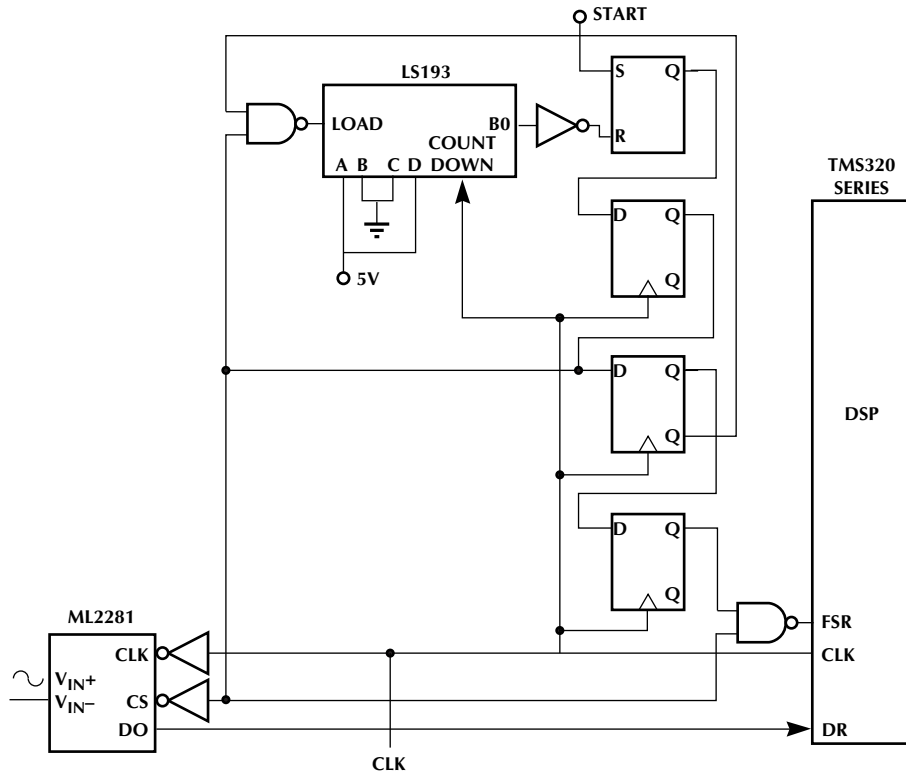 START
LS193
S Q
R
LOAD
B0
COUNT
DOWN
A B C D
5V
TMS320
SERIES
D Q
Q
D Q
Q
DSP
D Q
Q
ML2281
CLK
VIN+
VIN–
CS
DO
FSR
CLK
DR
CLK